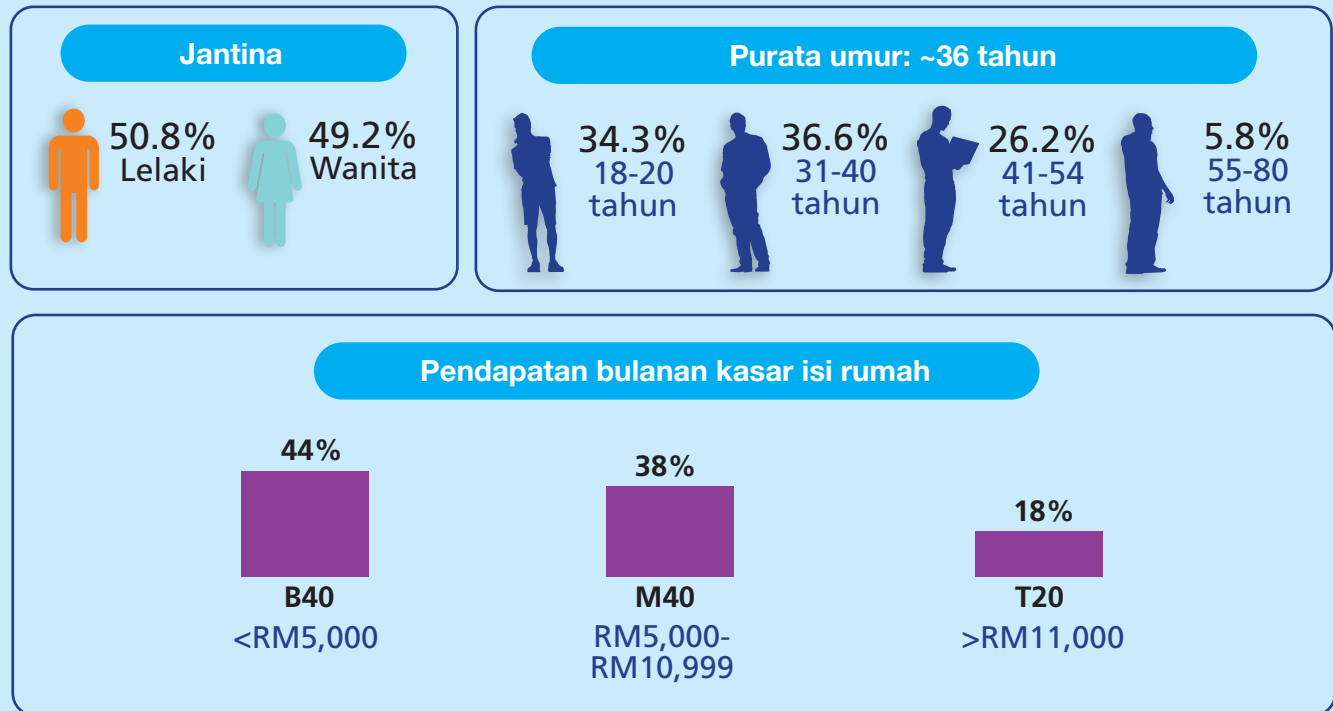 Jantina
50.8%
Lelaki
49.2%
Wanita
Purata umur: ~36 tahun
34.3%
18-20
tahun
36.6%
31-40
tahun
26.2%
41-54
tahun
5.8%
55-80
tahun
Pendapatan bulanan kasar isi rumah
44%
B40
<RM5,000
38%
M40
RM5,000-
RM10,999
18%
T20
>RM11,000